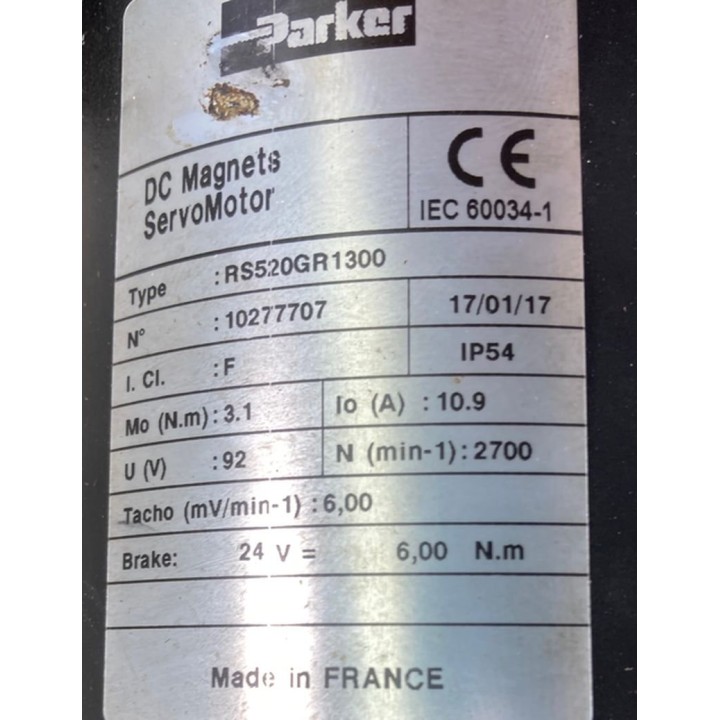 Parker
DC Magnets
ServoMotor
CE
IEC 60034-1
Type :RS520GR1300
N° :10277707 17/01/17
I. Cl. :F IP54
Mo (N.m):3.1 Io (A) :10.9
U (V) :92 N (min-1):2700
Tacho (mV/min-1) :6,00
Brake: 24 V = 6,00 N.m
Made in FRANCE